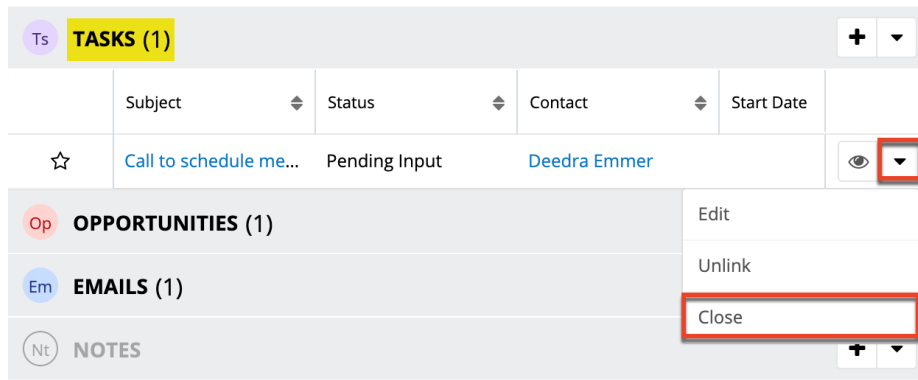 Ts TASKS (1)
Subject Status Contact Start Date
Call to schedule me... Pending Input Deedra Emmer
Edit
Op OPPORTUNITIES (1)
Unlink
Em EMAILS (1)
Close
Nt NOTES